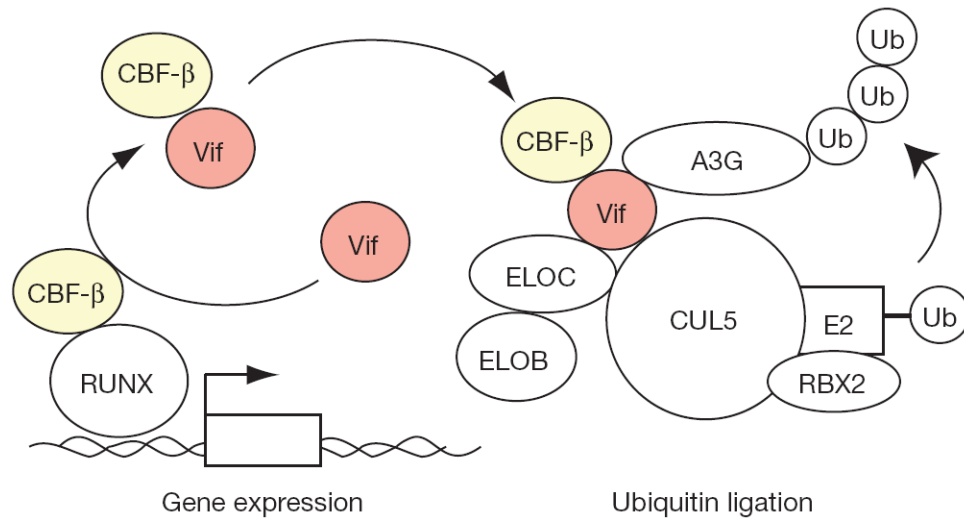 CBF-β
Vif
Vif
CBF-β
RUNX
Gene expression
Ub
Ub
Ub
CBF-β
A3G
Vif
ELOC
CUL5
E2
Ub
ELOB
RBX2
Ubiquitin ligation